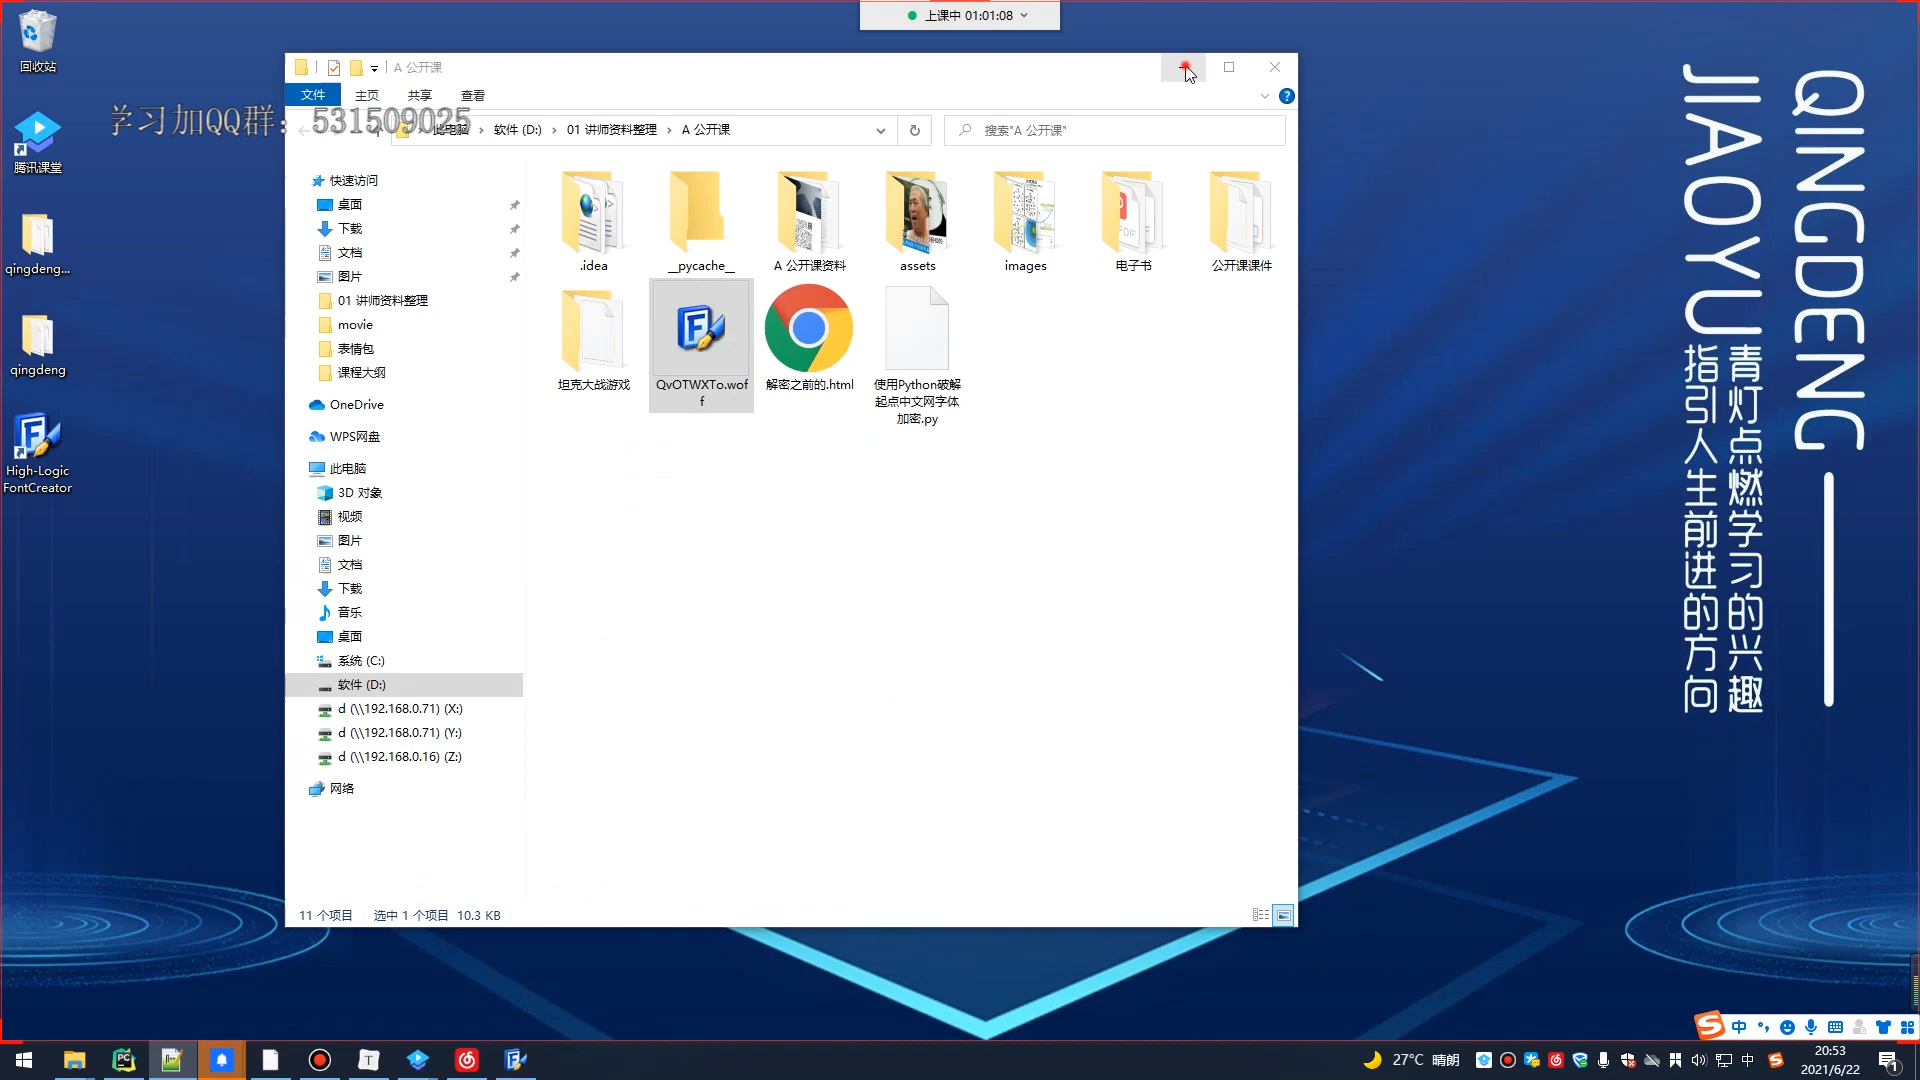 上课中 01:01:08
回收站
腾讯课堂
qingdeng...
qingdeng
High-Logic
FontCreator
A 公开课
文件 主页 共享 查看
学习加QQ群：531509025
此电脑 软件 (D:) 01 讲师资料整理 A 公开课
搜索"A 公开课"
快速访问
桌面
下载
文档
图片
01 讲师资料整理
movie
表情包
课程大纲
OneDrive
WPS网盘
此电脑
3D 对象
视频
图片
文档
下载
音乐
桌面
系统 (C:)
软件 (D:)
d (\\192.168.0.71) (X:)
d (\\192.168.0.71) (Y:)
d (\\192.168.0.16) (Z:)
网络
.idea
__pycache__
A 公开课资料
assets
images
电子书
公开课课件
坦克大战游戏
QvOTWXTo.wof
f
解密之前的.html
使用Python破解
起点中文网字体
加密.py
11 个项目 选中 1 个项目 10.3 KB
QINGDENG
JIAOYU
青灯点燃学习的兴趣
指引人生前进的方向
中
27°C 晴朗
中
20:53
2021/6/22
1